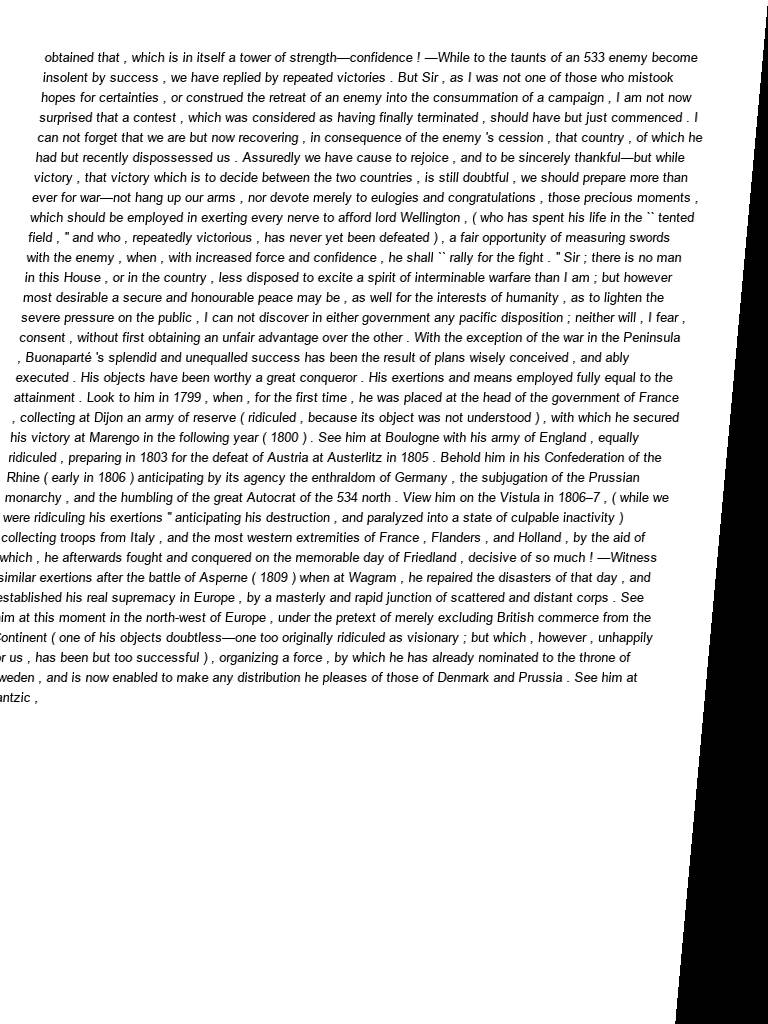 obtained that , which is in itself a tower of strength—confidence ! —While to the taunts of an 533 enemy become
insolent by success , we have replied by repeated victories . But Sir , as I was not one of those who mistook
hopes for certainties , or construed the retreat of an enemy into the consummation of a campaign , I am not now
surprised that a contest , which was considered as having finally terminated , should have but just commenced . I
can not forget that we are but now recovering , in consequence of the enemy 's cession , that country , of which he
had but recently dispossessed us . Assuredly we have cause to rejoice , and to be sincerely thankful—but while
victory , that victory which is to decide between the two countries , is still doubtful , we should prepare more than
ever for war—not hang up our arms , nor devote merely to eulogies and congratulations , those precious moments ,
which should be employed in exerting every nerve to afford lord Wellington , ( who has spent his life in the `` tented
field , " and who , repeatedly victorious , has never yet been defeated ) , a fair opportunity of measuring swords
with the enemy , when , with increased force and confidence , he shall `` rally for the fight . " Sir ; there is no man
in this House , or in the country , less disposed to excite a spirit of interminable warfare than I am ; but however
most desirable a secure and honourable peace may be , as well for the interests of humanity , as to lighten the
severe pressure on the public , I can not discover in either government any pacific disposition ; neither will , I fear ,
consent , without first obtaining an unfair advantage over the other . With the exception of the war in the Peninsula
, Buonaparté 's splendid and unequalled success has been the result of plans wisely conceived , and ably
executed . His objects have been worthy a great conqueror . His exertions and means employed fully equal to the
attainment . Look to him in 1799 , when , for the first time , he was placed at the head of the government of France
, collecting at Dijon an army of reserve ( ridiculed , because its object was not understood ) , with which he secured
his victory at Marengo in the following year ( 1800 ) . See him at Boulogne with his army of England , equally
ridiculed , preparing in 1803 for the defeat of Austria at Austerlitz in 1805 . Behold him in his Confederation of the
Rhine ( early in 1806 ) anticipating by its agency the enthraldom of Germany , the subjugation of the Prussian
monarchy , and the humbling of the great Autocrat of the 534 north . View him on the Vistula in 1806–7 , ( while we
were ridiculing his exertions " anticipating his destruction , and paralyzed into a state of culpable inactivity )
collecting troops from Italy , and the most western extremities of France , Flanders , and Holland , by the aid of
which , he afterwards fought and conquered on the memorable day of Friedland , decisive of so much ! —Witness
similar exertions after the battle of Asperne ( 1809 ) when at Wagram , he repaired the disasters of that day , and
established his real supremacy in Europe , by a masterly and rapid junction of scattered and distant corps . See
him at this moment in the north-west of Europe , under the pretext of merely excluding British commerce from the
Continent ( one of his objects doubtless—one too originally ridiculed as visionary ; but which , however , unhappily
us , has been but too successful ) , organizing a force , by which he has already nominated to the throne of
, and is now enabled to make any distribution he pleases of those of Denmark and Prussia . See him at
,